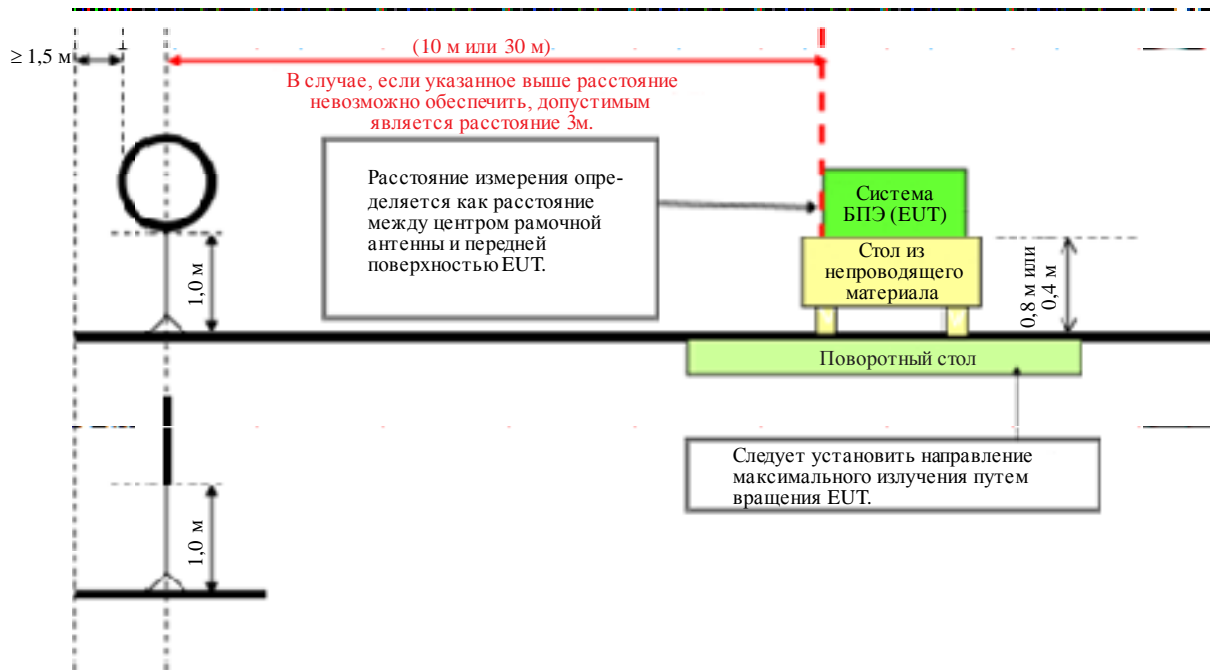 ≥ 1,5 м
(10 м или 30 м)
В случае, если указанное выше расстояние
невозможно обеспечить, допустимым
является расстояние 3м.
Расстояние измерения опре-
деляется как расстояние
между центром рамочной
антенны и передней
поверхностью EUT.
Система
БПЭ (EUT)
Стол из
непроводящего
материала
1,0 м
0,8 м или
0,4 м
Поворотный стол
Следует установить направление
максимального излучения путем
вращения EUT.
1,0 м